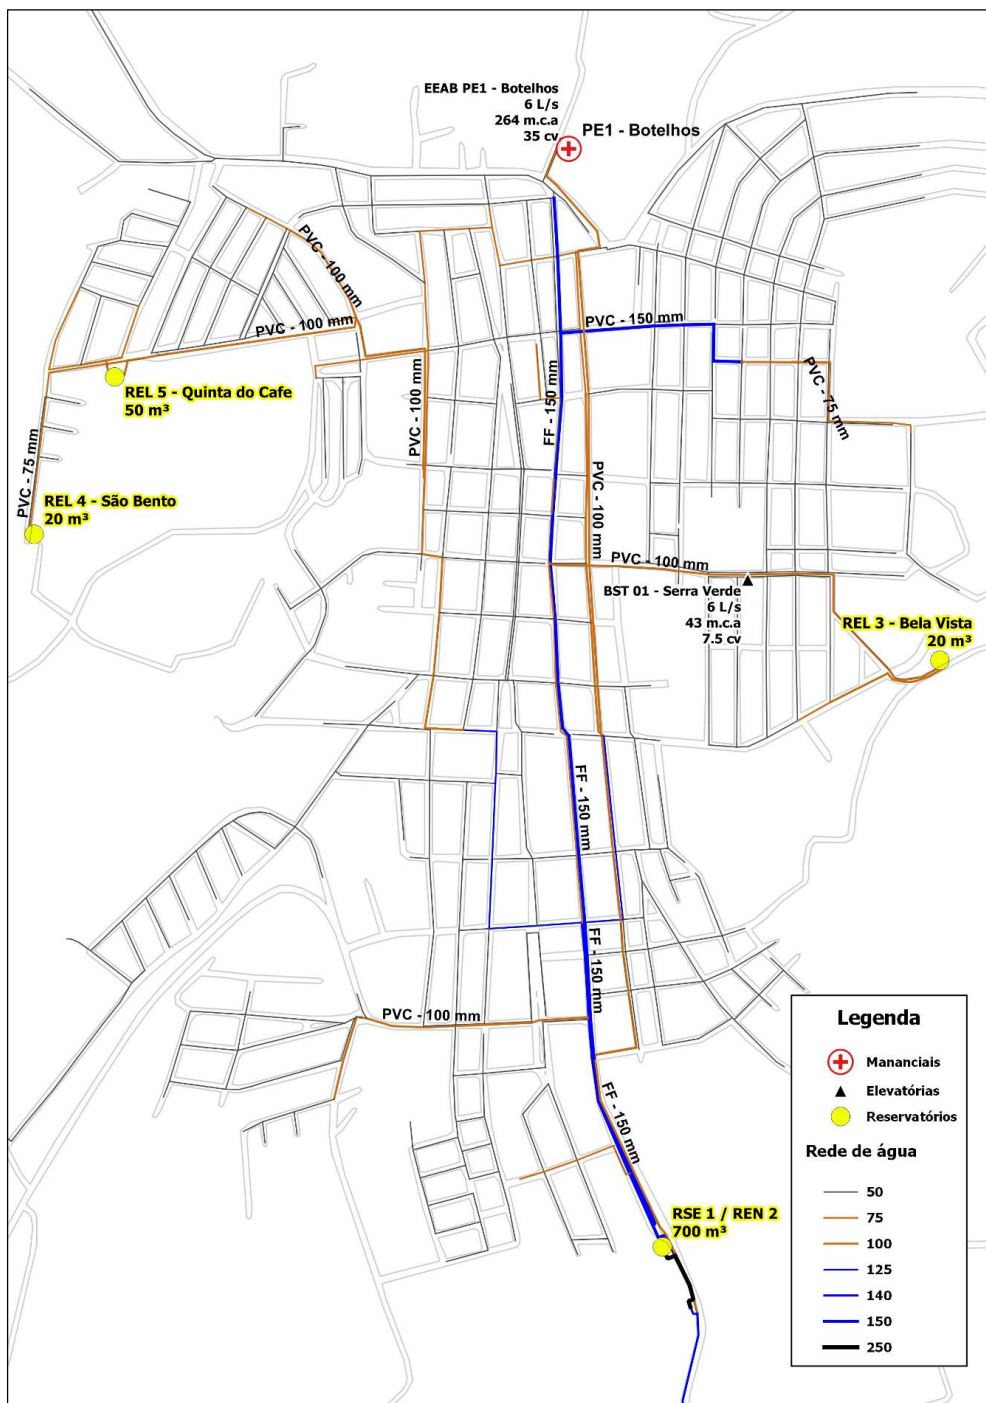 EEAB PE1 - Botelhos
6 L/s
264 m.c.a
35 cv
PE1 - Botelhos
PVC - 100 mm
PVC - 100 mm
PVC - 150 mm
REL 5 - Quinta do Cafe
50 m³
PVC - 100 mm
FF - 150 mm
PVC - 75 mm
PVC - 75 mm
REL 4 - São Bento
20 m³
PVC - 100 mm
PVC - 100 mm
BST 01 - Serra Verde
6 L/s
43 m.c.a
7.5 cv
REL 3 - Bela Vista
20 m³
FF - 150 mm
FF - 150 mm
PVC - 100 mm
FF - 150 mm
RSE 1 / REN 2
700 m³
Legenda
Mananciais
Elevatórias
Reservatórios
Rede de água
50
75
100
125
140
150
250